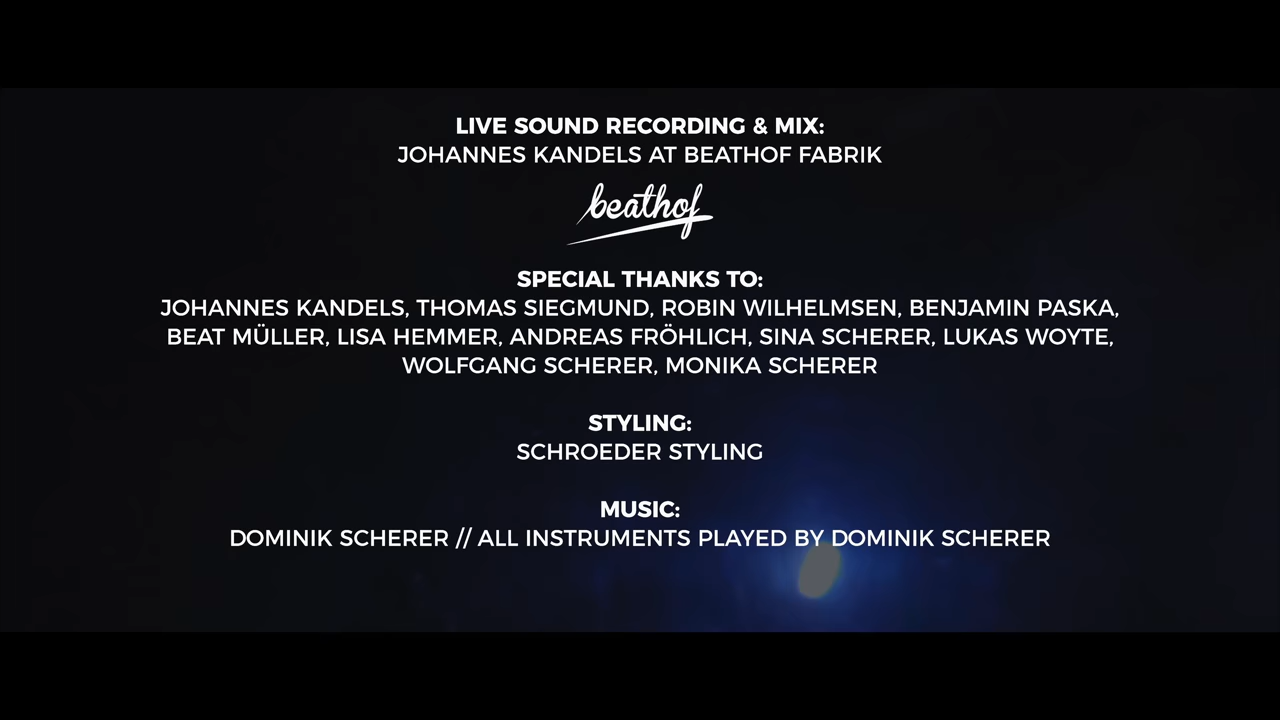 LIVE SOUND RECORDING & MIX:
JOHANNES KANDELS AT BEATHOF FABRIK
beathof
SPECIAL THANKS TO:
JOHANNES KANDELS, THOMAS SIEGMUND, ROBIN WILHELMSEN, BENJAMIN PASKA,
BEAT MÜLLER, LISA HEMMER, ANDREAS FRÖHLICH, SINA SCHERER, LUKAS WOYTE,
WOLFGANG SCHERER, MONIKA SCHERER
STYLING:
SCHROEDER STYLING
MUSIC:
DOMINIK SCHERER // ALL INSTRUMENTS PLAYED BY DOMINIK SCHERER